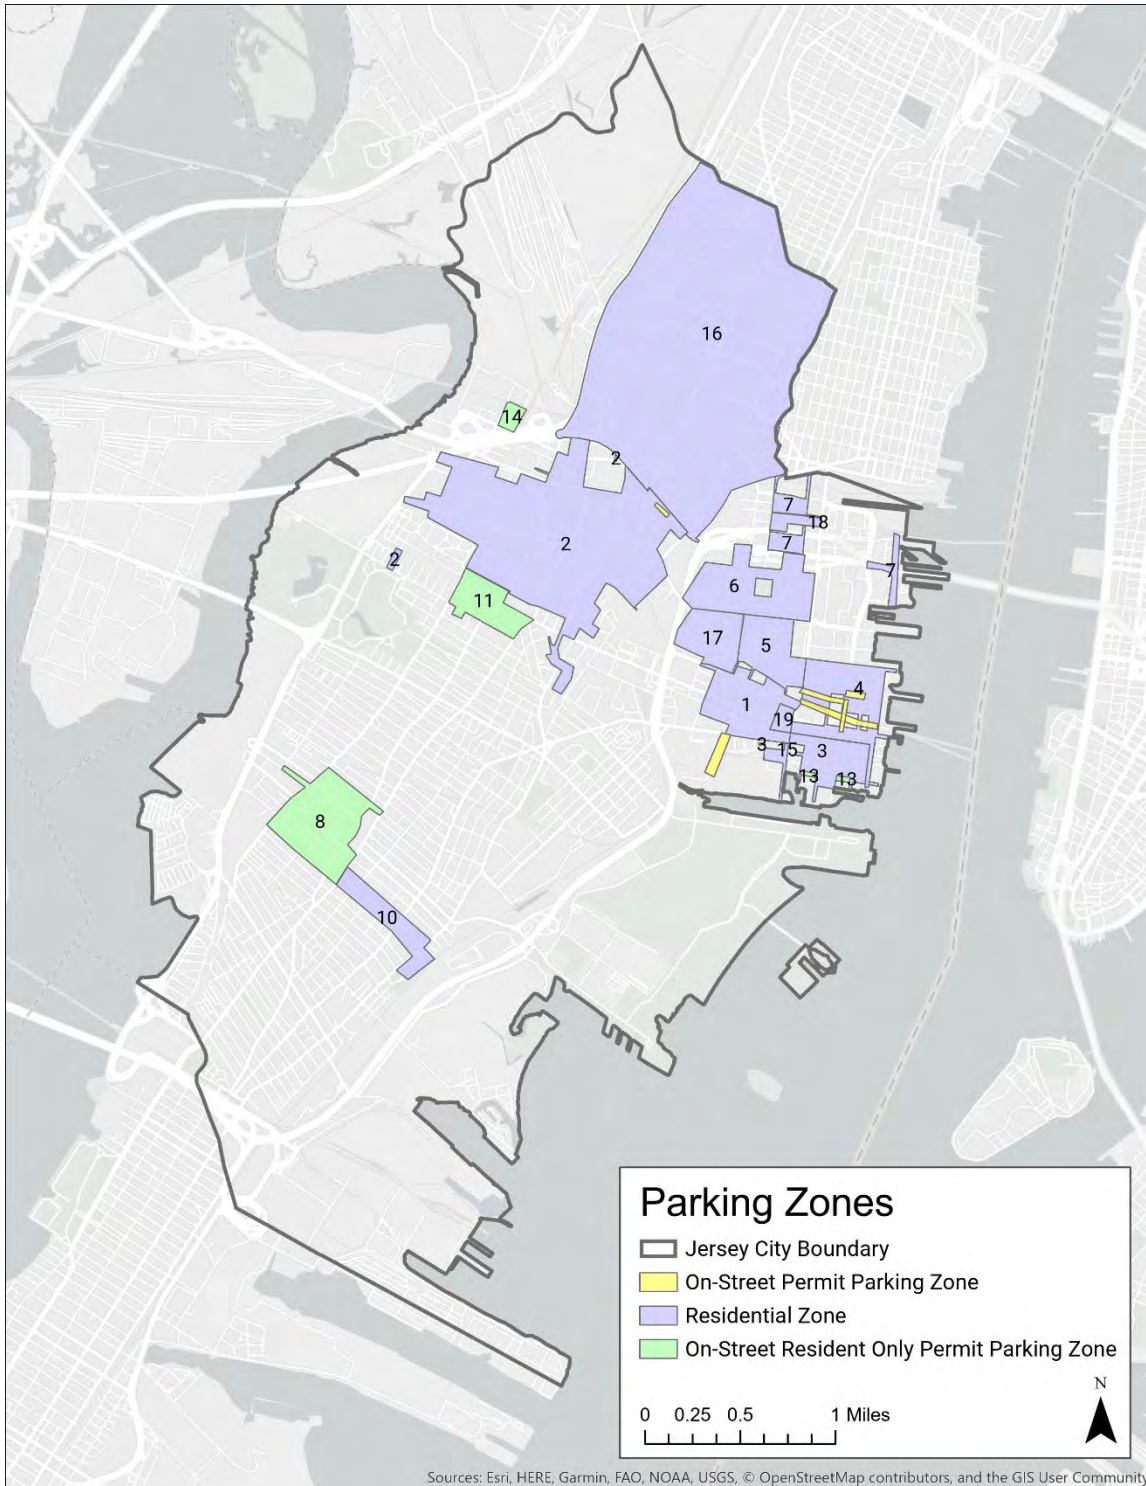 16
14
2
7
18
7
2
2
7
6
11
17
5
4
1
19
3
15
3
13
13
8
10
Parking Zones
Jersey City Boundary
On-Street Permit Parking Zone
Residential Zone
On-Street Resident Only Permit Parking Zone
N
0 0.25 0.5 1 Miles
Sources: Esri, HERE, Garmin, FAO, NOAA, USGS, © OpenStreetMap contributors, and the GIS User Community